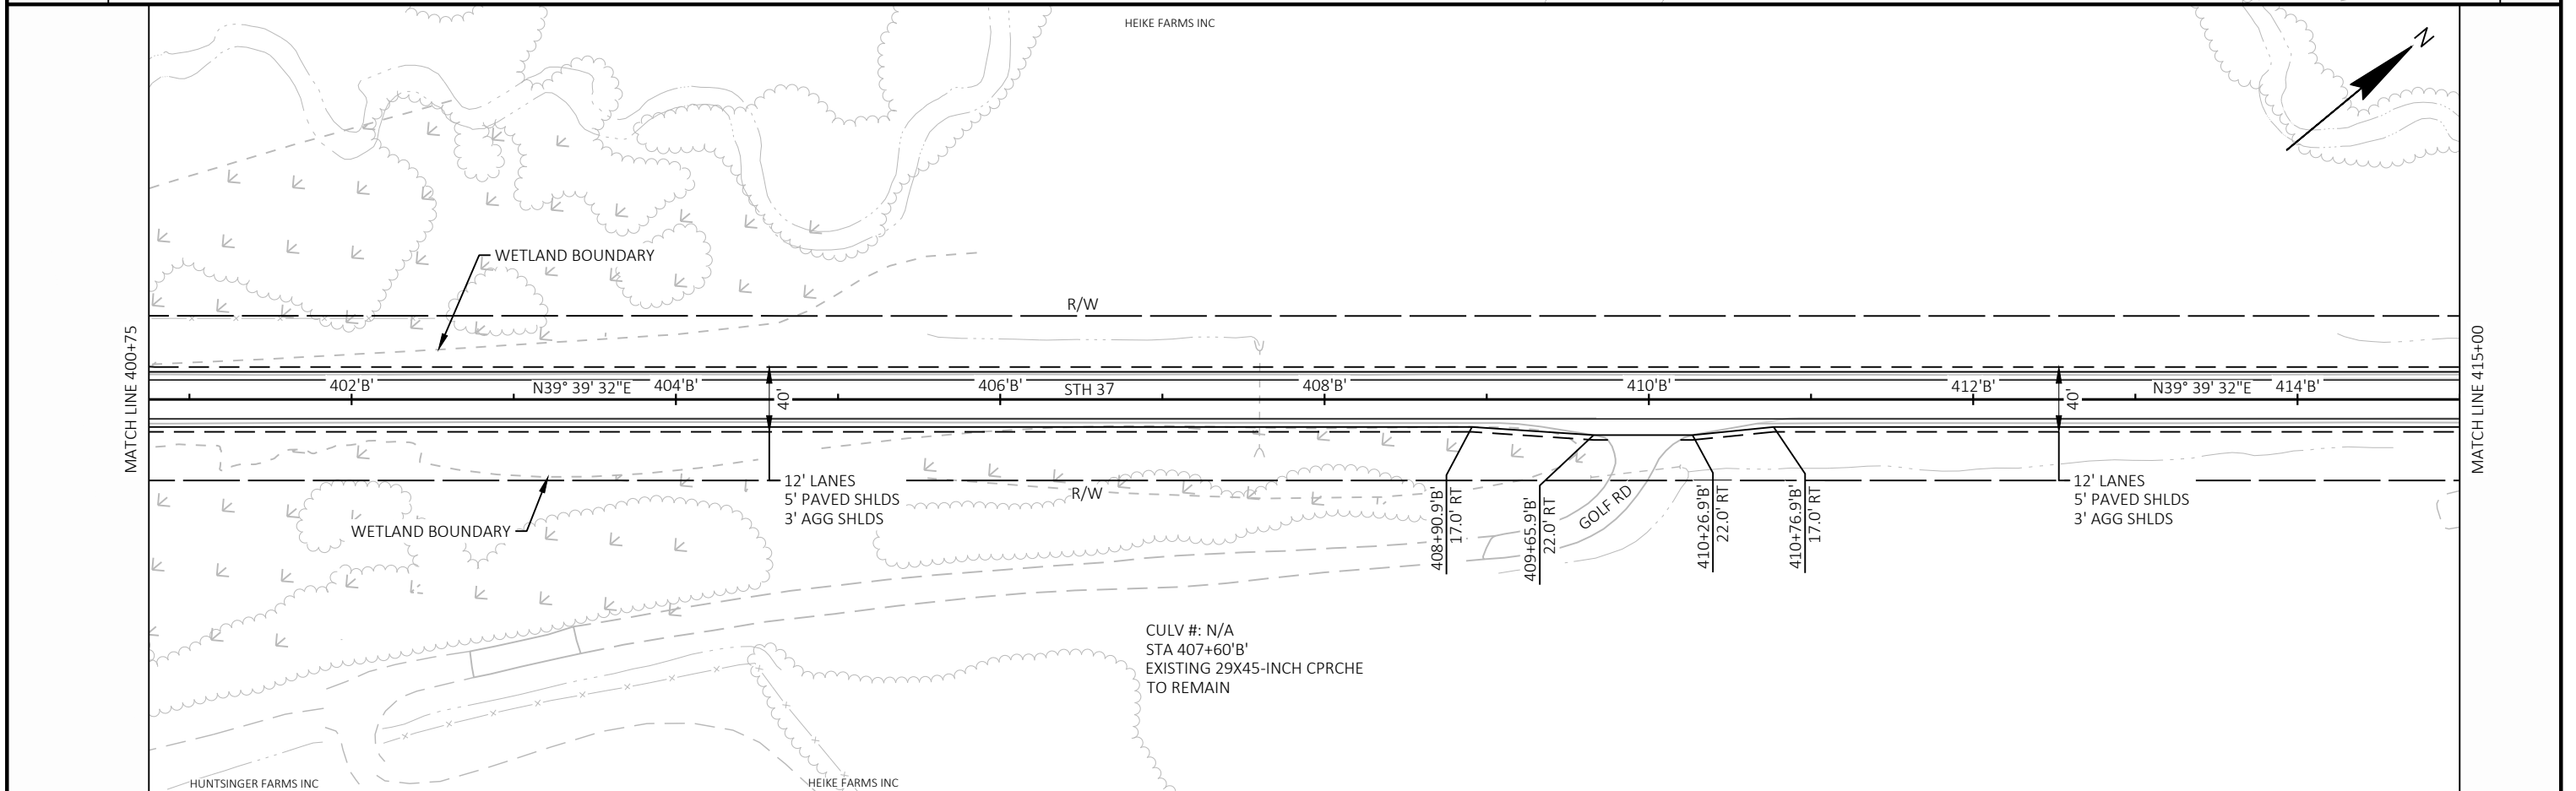 HEIKE FARMS INC
N
WETLAND BOUNDARY
R/W
MATCH LINE 400+75
MATCH LINE 415+00
402'B'
N39° 39' 32"E
404'B'
406'B'
STH 37
408'B'
410'B'
412'B'
N39° 39' 32"E
414'B'
40'
40'
12' LANES
5' PAVED SHLDS
3' AGG SHLDS
R/W
WETLAND BOUNDARY
408+90.9'B'
17.0' RT
409+65.9'B'
22.0' RT
GOLF RD
410+26.9'B'
22.0' RT
410+76.9'B'
17.0' RT
12' LANES
5' PAVED SHLDS
3' AGG SHLDS
CULV #: N/A
STA 407+60'B'
EXISTING 29X45-INCH CPRCHE
TO REMAIN
HUNTSINGER FARMS INC
HEIKE FARMS INC